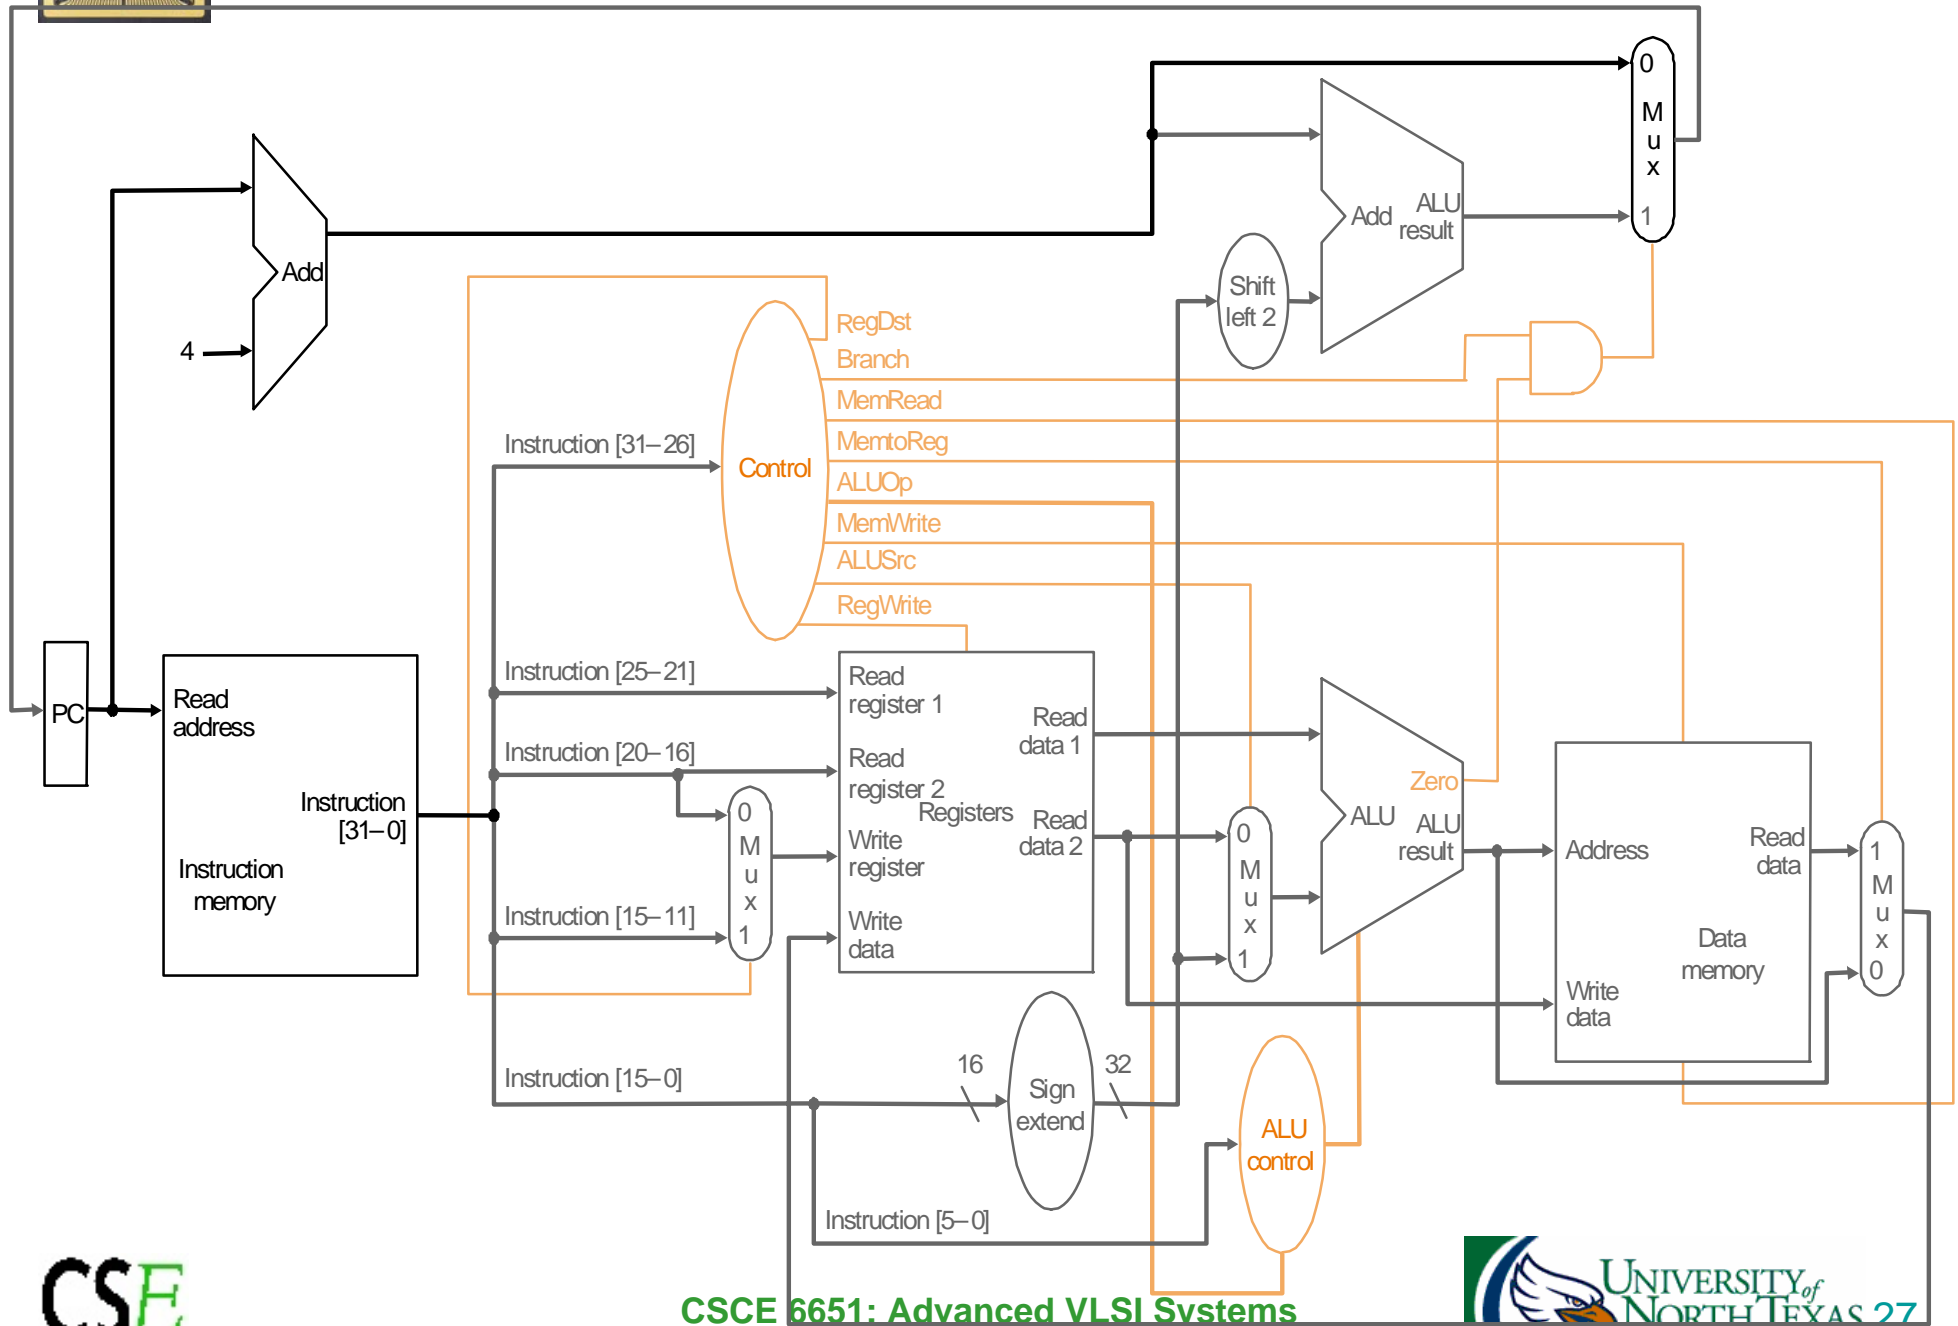 0
M
u
x
1
Add
ALU
result
Add
4
Shift
left 2
RegDst
Branch
MemRead
MemtoReg
ALUOp
MemWrite
ALUSrc
RegWrite
Control
Instruction [31–26]
Instruction [25–21]
Instruction [20–16]
Instruction [15–11]
Instruction [15–0]
Instruction [5–0]
PC
Read
address
Instruction
[31–0]
Instruction
memory
0
M
u
x
1
Read
register 1
Read
register 2
Registers
Write
register
Write
data
Read
data 1
Read
data 2
0
M
u
x
1
Zero
ALU
ALU
result
Address
Read
data
Data
memory
Write
data
1
M
u
x
0
16
Sign
extend
32
ALU
control
CSE
CSCE 6651: Advanced VLSI Systems
UNIVERSITY of
NORTH TEXAS
27